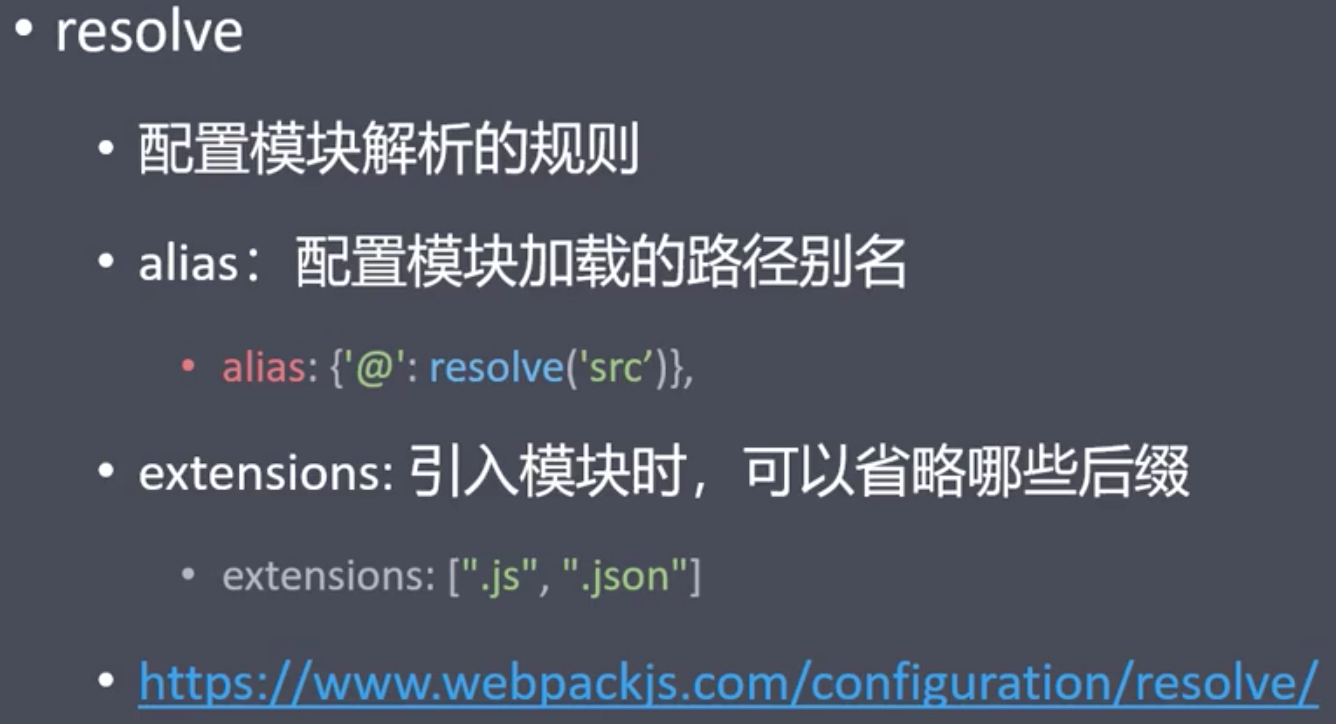 • resolve
• 配置模块解析的规则
• alias：配置模块加载的路径别名
• alias: {'@': resolve('src’)},
• extensions: 引入模块时，可以省略哪些后缀
• extensions: [".js", ".json"]
• https://www.webpackjs.com/configuration/resolve/